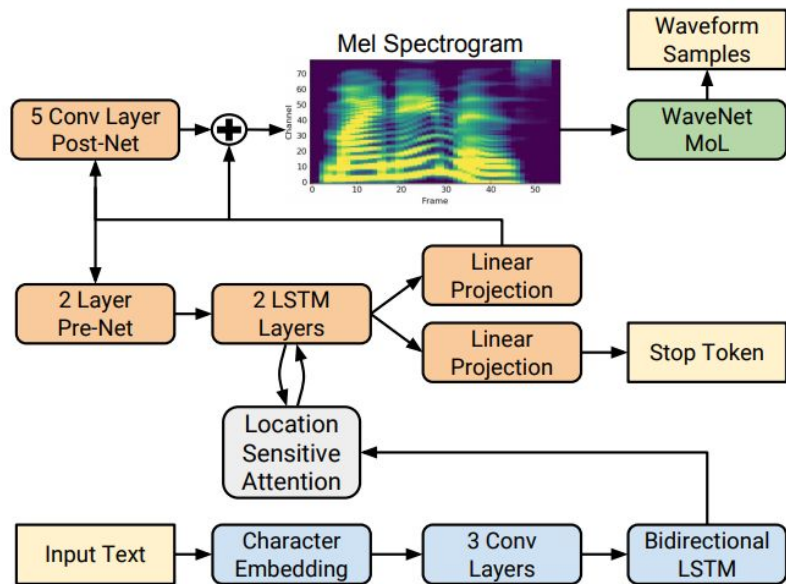 Mel Spectrogram
Waveform
Samples
5 Conv Layer
Post-Net
WaveNet
MoL
Channel
80
70
60
50
40
30
20
10
0
0
10
20
30
40
50
Frame
2 Layer
Pre-Net
2 LSTM
Layers
Linear
Projection
Linear
Projection
Stop Token
Location
Sensitive
Attention
Input Text
Character
Embedding
3 Conv
Layers
Bidirectional
LSTM